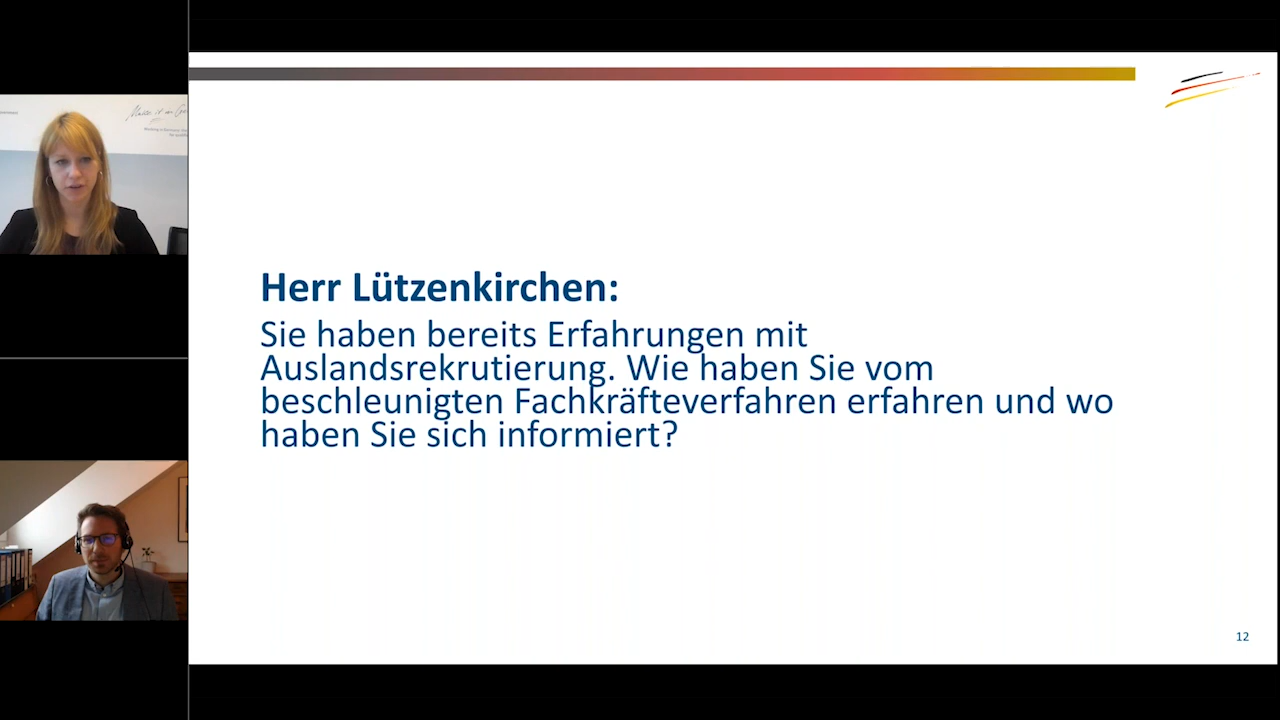 Herr Lützenkirchen:
Sie haben bereits Erfahrungen mit
Auslandsrekrutierung. Wie haben Sie vom
beschleunigten Fachkräfteverfahren erfahren und wo
haben Sie sich informiert?
12